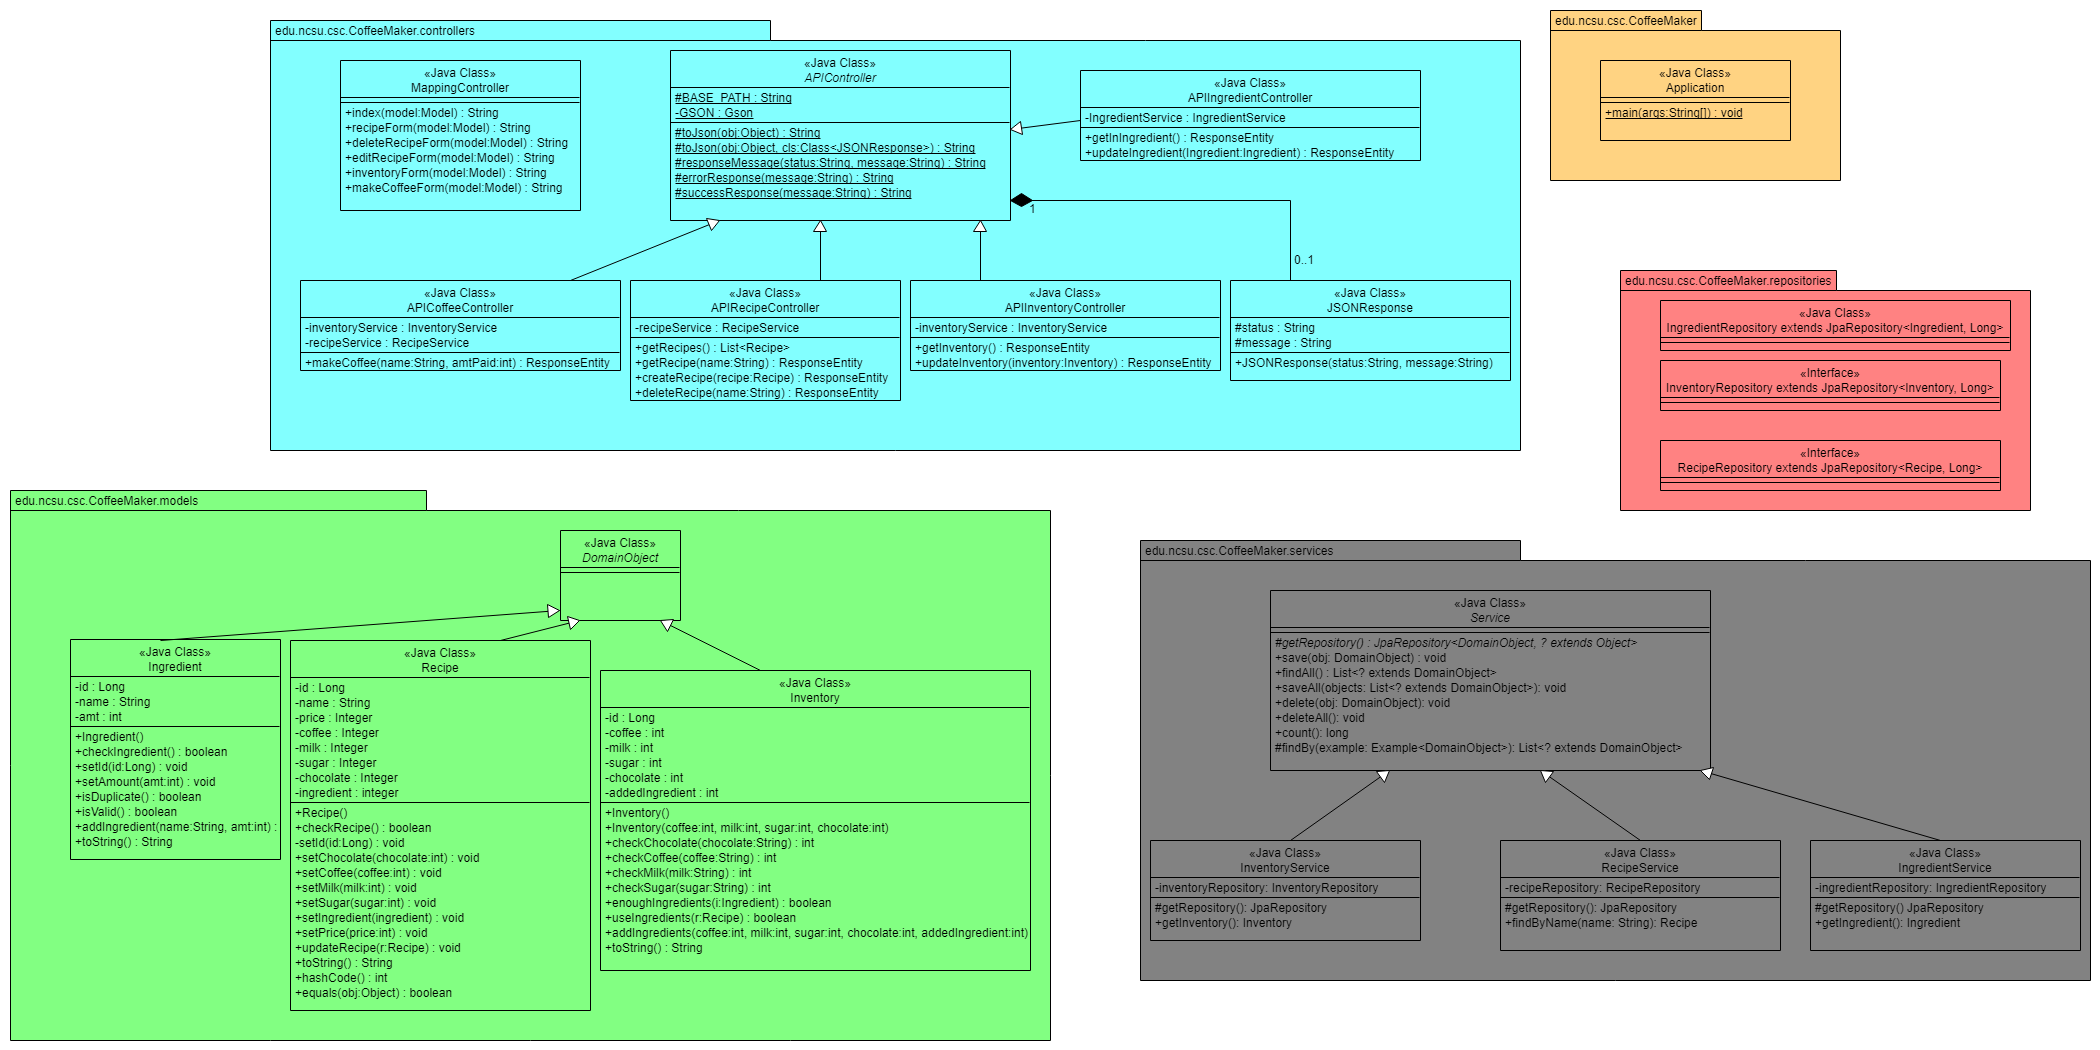 edu.ncsu.csc.CoffeeMaker.controllers
«Java Class»
MappingController
+index(model:Model) : String
+recipeForm(model:Model) : String
+deleteRecipeForm(model:Model) : String
+editRecipeForm(model:Model) : String
+inventoryForm(model:Model) : String
+makeCoffeeForm(model:Model) : String
«Java Class»
APIController
#BASE_PATH : String
-GSON : Gson
#toJson(obj:Object) : String
#toJson(obj:Object, cls:Class<JSONResponse>) : String
#responseMessage(status:String, message:String) : String
#errorResponse(message:String) : String
#successResponse(message:String) : String
«Java Class»
APIIngredientController
-IngredientService : IngredientService
+getInIngredient() : ResponseEntity
+updateIngredient(Ingredient:Ingredient) : ResponseEntity
1
0..1
«Java Class»
APICoffeeController
-inventoryService : InventoryService
-recipeService : RecipeService
+makeCoffee(name:String, amtPaid:int) : ResponseEntity
«Java Class»
APIRecipeController
-recipeService : RecipeService
+getRecipes() : List<Recipe>
+getRecipe(name:String) : ResponseEntity
+createRecipe(recipe:Recipe) : ResponseEntity
+deleteRecipe(name:String) : ResponseEntity
«Java Class»
APIInventoryController
-inventoryService : InventoryService
+getInventory() : ResponseEntity
+updateInventory(inventory:Inventory) : ResponseEntity
«Java Class»
JSONResponse
#status : String
#message : String
+JSONResponse(status:String, message:String)
edu.ncsu.csc.CoffeeMaker
«Java Class»
Application
+main(args:String[]) : void
edu.ncsu.csc.CoffeeMaker.repositories
«Java Class»
IngredientRepository extends JpaRepository<Ingredient, Long>
«Interface»
InventoryRepository extends JpaRepository<Inventory, Long>
«Interface»
RecipeRepository extends JpaRepository<Recipe, Long>
edu.ncsu.csc.CoffeeMaker.models
«Java Class»
DomainObject
«Java Class»
Ingredient
-id : Long
-name : String
-amt : int
+Ingredient()
+checkIngredient() : boolean
+setId(id:Long) : void
+setAmount(amt:int) : void
+isDuplicate() : boolean
+isValid() : boolean
+addIngredient(name:String, amt:int) :
+toString() : String
«Java Class»
Recipe
-id : Long
-name : String
-price : Integer
-coffee : Integer
-milk : Integer
-sugar : Integer
-chocolate : Integer
-ingredient : integer
+Recipe()
+checkRecipe() : boolean
-setId(id:Long) : void
+setChocolate(chocolate:int) : void
+setCoffee(coffee:int) : void
+setMilk(milk:int) : void
+setSugar(sugar:int) : void
+setIngredient(ingredient) : void
+setPrice(price:int) : void
+updateRecipe(r:Recipe) : void
+toString() : String
+hashCode() : int
+equals(obj:Object) : boolean
«Java Class»
Inventory
-id : Long
-coffee : int
-milk : int
-sugar : int
-chocolate : int
-addedIngredient : int
+Inventory()
+Inventory(coffee:int, milk:int, sugar:int, chocolate:int)
+checkChocolate(chocolate:String) : int
+checkCoffee(coffee:String) : int
+checkMilk(milk:String) : int
+checkSugar(sugar:String) : int
+enoughIngredients(i:Ingredient) : boolean
+useIngredients(r:Recipe) : boolean
+addIngredients(coffee:int, milk:int, sugar:int, chocolate:int, addedIngredient:int)
+toString() : String
edu.ncsu.csc.CoffeeMaker.services
«Java Class»
Service
#getRepository() : JpaRepository<DomainObject, ? extends Object>
+save(obj: DomainObject) : void
+findAll() : List<? extends DomainObject>
+saveAll(objects: List<? extends DomainObject>): void
+delete(obj: DomainObject): void
+deleteAll(): void
+count(): long
#findBy(example: Example<DomainObject>): List<? extends DomainObject>
«Java Class»
InventoryService
-inventoryRepository: InventoryRepository
#getRepository(): JpaRepository
+getInventory(): Inventory
«Java Class»
RecipeService
-recipeRepository: RecipeRepository
#getRepository(): JpaRepository
+findByName(name: String): Recipe
«Java Class»
IngredientService
-ingredientRepository: IngredientRepository
#getRepository() JpaRepository
+getIngredient(): Ingredient